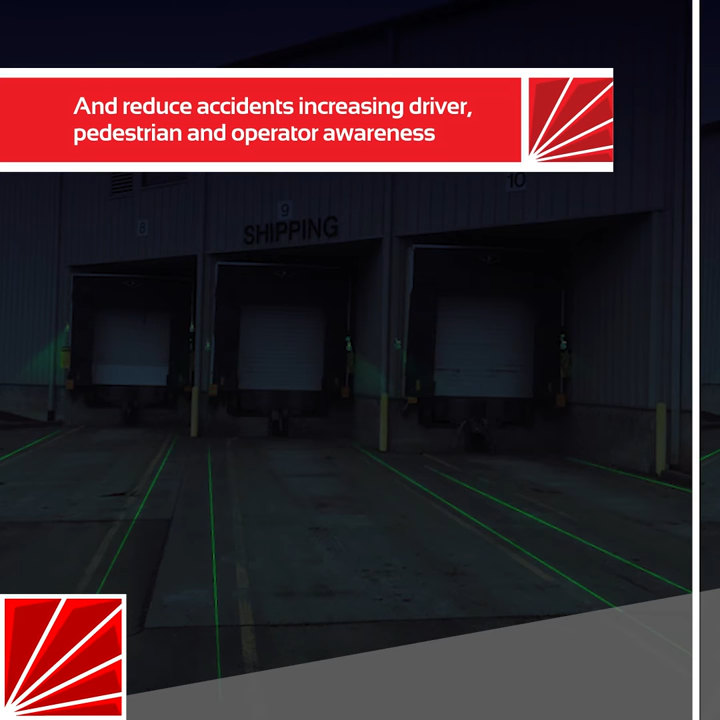 And reduce accidents increasing driver,
pedestrian and operator awareness
10
9
8
SHIPPING